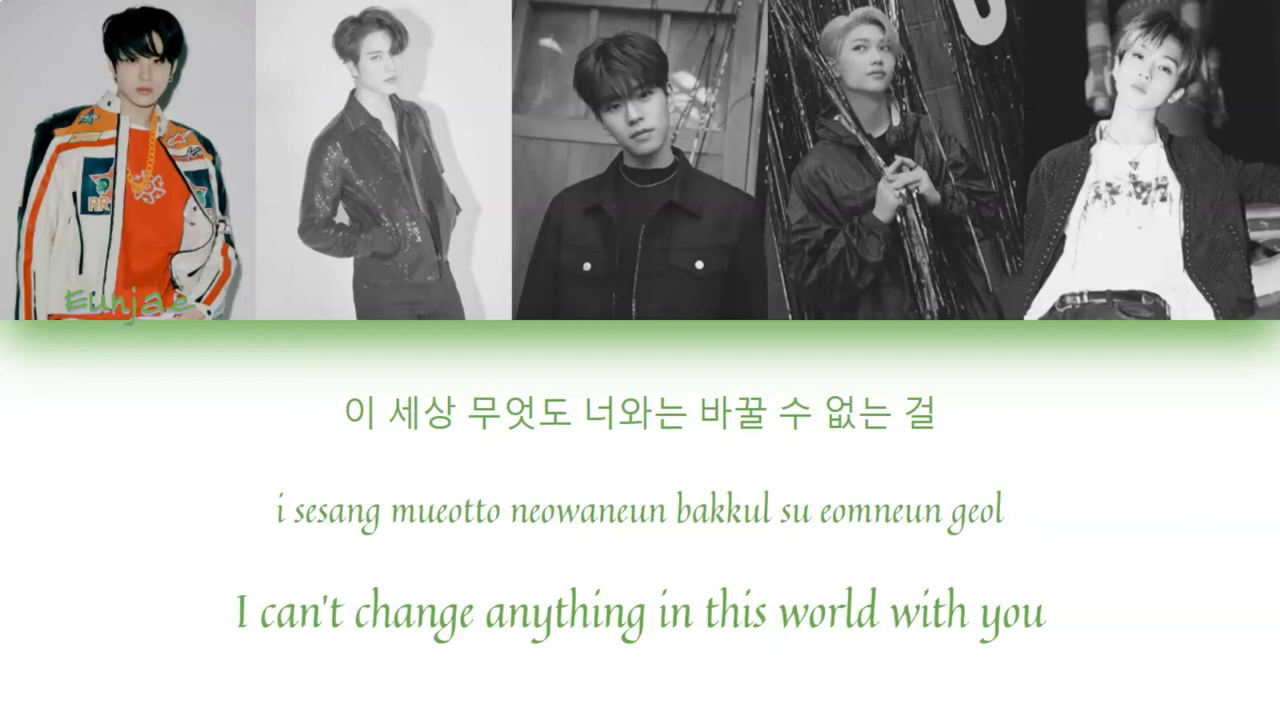 Eunjae
이 세상 무엇도 너와는 바꿀 수 없는 걸
i sesang mueotto neowaneun bakkul su eomneun geol
I can't change anything in this world with you